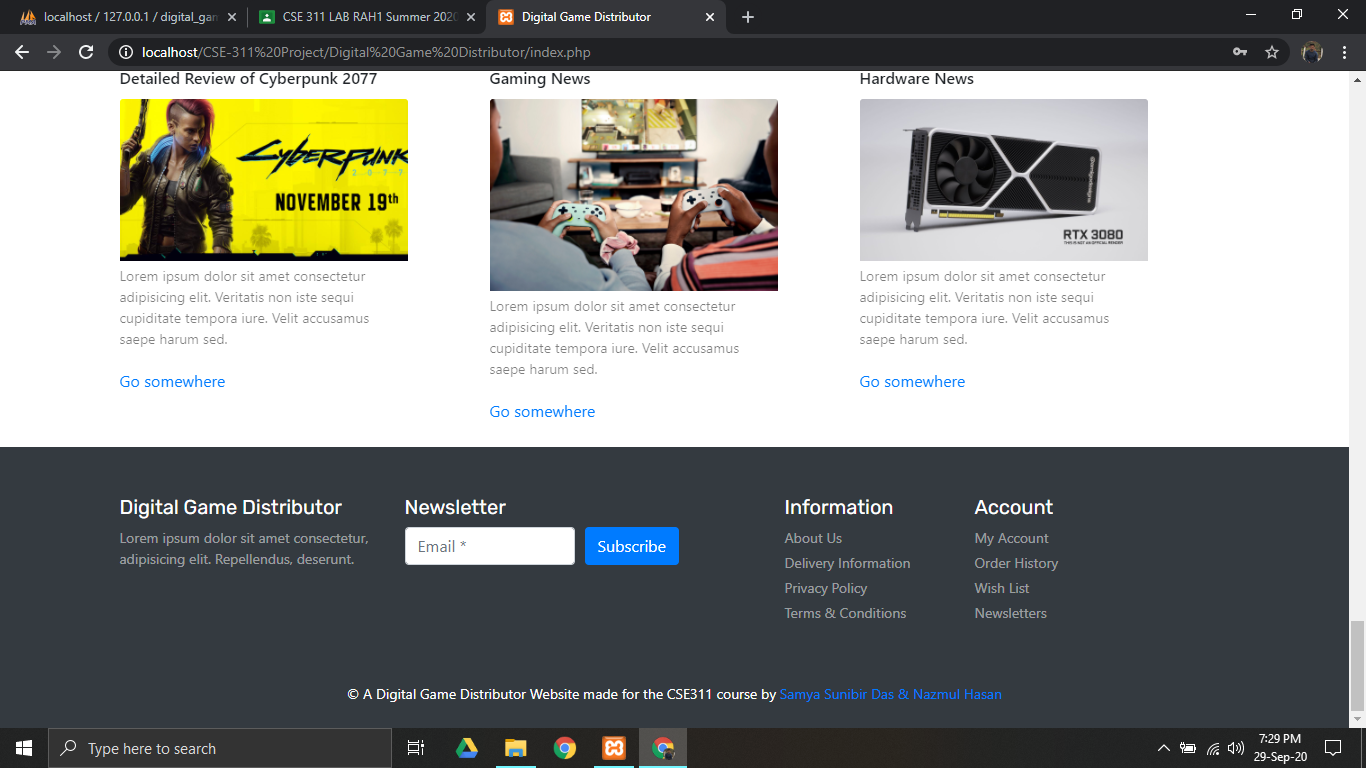 localhost / 127.0.0.1 / digital_gam
CSE 311 LAB RAH1 Summer 2020
Digital Game Distributor
localhost/CSE-311%20Project/Digital%20Game%20Distributor/index.php
Detailed Review of Cyberpunk 2077
Gaming News
Hardware News
CYBERPUNK
2077
NOVEMBER 19th
RTX 3080
THIS IS NOT AN OFFICIAL RENDER
Lorem ipsum dolor sit amet consectetur
adipisicing elit. Veritatis non iste sequi
cupiditate tempora iure. Velit accusamus
saepe harum sed.
Go somewhere
Lorem ipsum dolor sit amet consectetur
adipisicing elit. Veritatis non iste sequi
cupiditate tempora iure. Velit accusamus
saepe harum sed.
Go somewhere
Lorem ipsum dolor sit amet consectetur
adipisicing elit. Veritatis non iste sequi
cupiditate tempora iure. Velit accusamus
saepe harum sed.
Go somewhere
Digital Game Distributor
Lorem ipsum dolor sit amet consectetur,
adipisicing elit. Repellendus, deserunt.
Newsletter
Email *
Subscribe
Information
About Us
Delivery Information
Privacy Policy
Terms & Conditions
Account
My Account
Order History
Wish List
Newsletters
© A Digital Game Distributor Website made for the CSE311 course by Samya Sunibir Das & Nazmul Hasan
Type here to search
7:29 PM
29-Sep-20